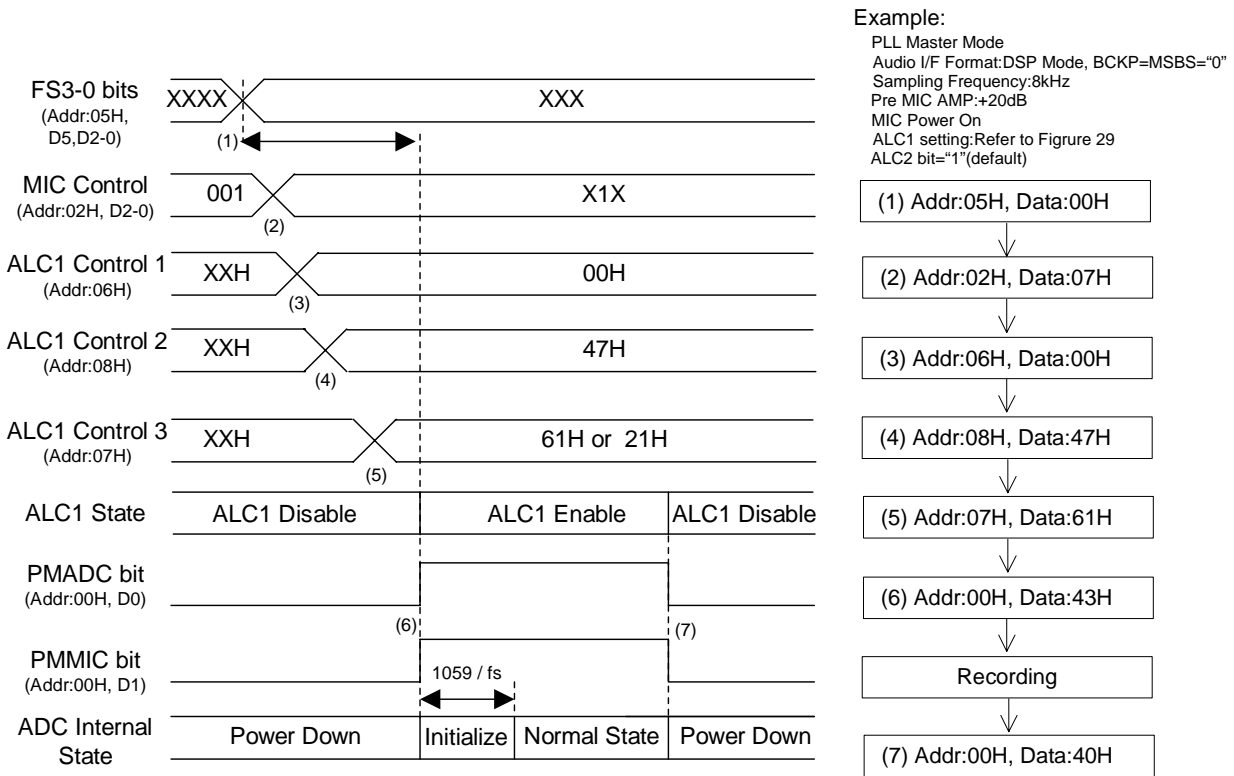 Example:
PLL Master Mode
Audio I/F Format:DSP Mode, BCKP=MSBS=“0”
Sampling Frequency:8kHz
Pre MIC AMP:+20dB
MIC Power On
ALC1 setting:Refer to Figrure 29
ALC2 bit=“1”(default)
FS3-0 bits
(Addr:05H,
D5,D2-0)
XXXX
XXX
(1)
MIC Control
(Addr:02H, D2-0)
001
X1X
(2)
ALC1 Control 1
(Addr:06H)
XXH
00H
(3)
ALC1 Control 2
(Addr:08H)
XXH
47H
(4)
ALC1 Control 3
(Addr:07H)
XXH
61H or 21H
(5)
ALC1 State
ALC1 Disable
ALC1 Enable
ALC1 Disable
PMADC bit
(Addr:00H, D0)
(6)
(7)
PMMIC bit
(Addr:00H, D1)
1059 / fs
ADC Internal
State
Power Down
Initialize
Normal State
Power Down
(1) Addr:05H, Data:00H
(2) Addr:02H, Data:07H
(3) Addr:06H, Data:00H
(4) Addr:08H, Data:47H
(5) Addr:07H, Data:61H
(6) Addr:00H, Data:43H
Recording
(7) Addr:00H, Data:40H